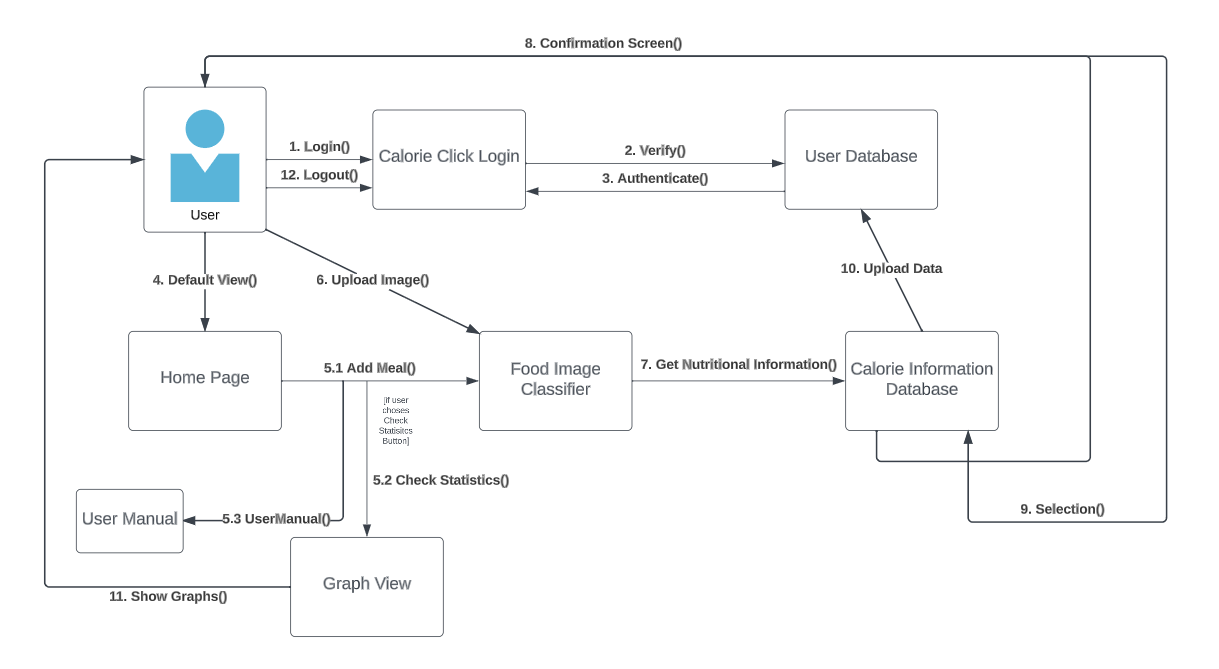 8. Confirmation Screen()
1. Login()
Calorie Click Login
2. Verify()
User Database
12. Logout()
3. Authenticate()
User
4. Default View()
6. Upload Image()
10. Upload Data
Home Page
5.1 Add Meal()
Food Image
Classifier
7. Get Nutritional Information()
Calorie Information
Database
[if user
choses
Check
Statisitcs
Button]
5.2 Check Statistics()
User Manual
5.3 UserManual()
9. Selection()
Graph View
11. Show Graphs()